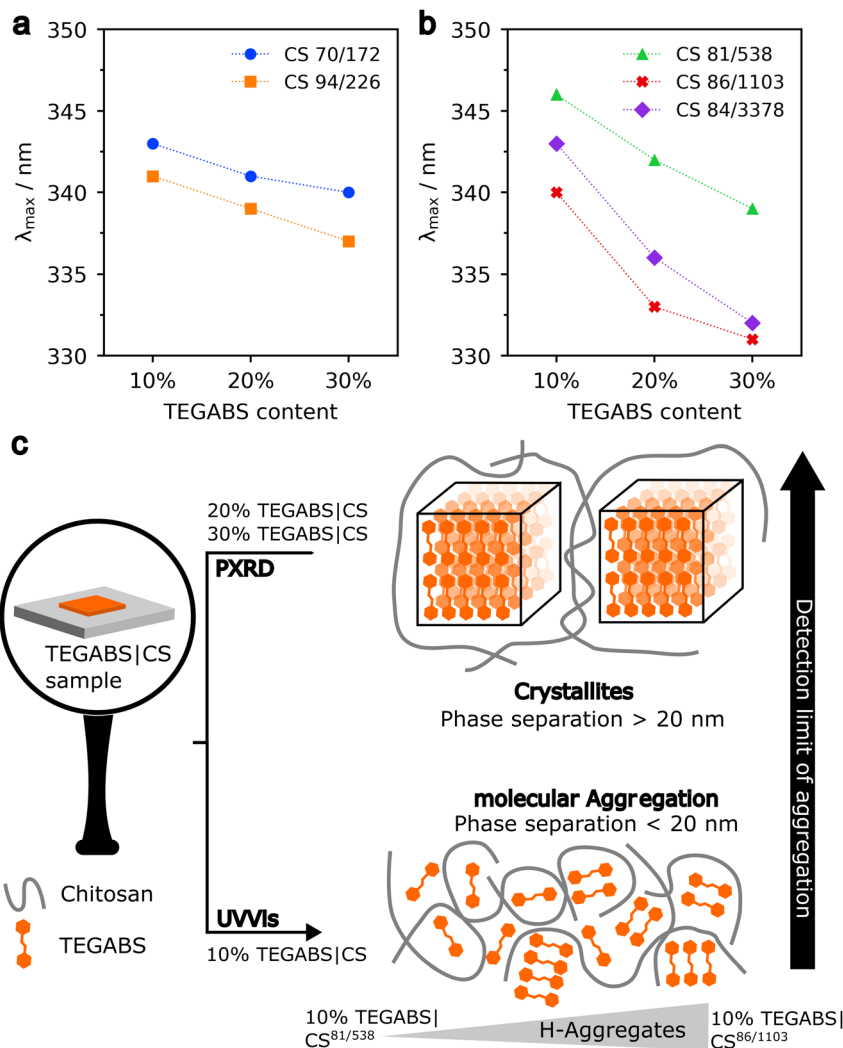 a
350
345
340
335
330
λmax / nm
CS 70/172
CS 94/226
10%
20%
30%
TEGABS content
b
350
345
340
335
330
λmax / nm
CS 81/538
CS 86/1103
CS 84/3378
10%
20%
30%
TEGABS content
c
20% TEGABS|CS
30% TEGABS|CS
PXRD
TEGABS|CS
sample
Crystallites
Phase separation > 20 nm
Detection limit of aggregation
molecular Aggregation
Phase separation < 20 nm
Chitosan
TEGABS
UVVIs
10% TEGABS|CS
10% TEGABS|
CS81/538
H-Aggregates
10% TEGABS|
CS86/1103